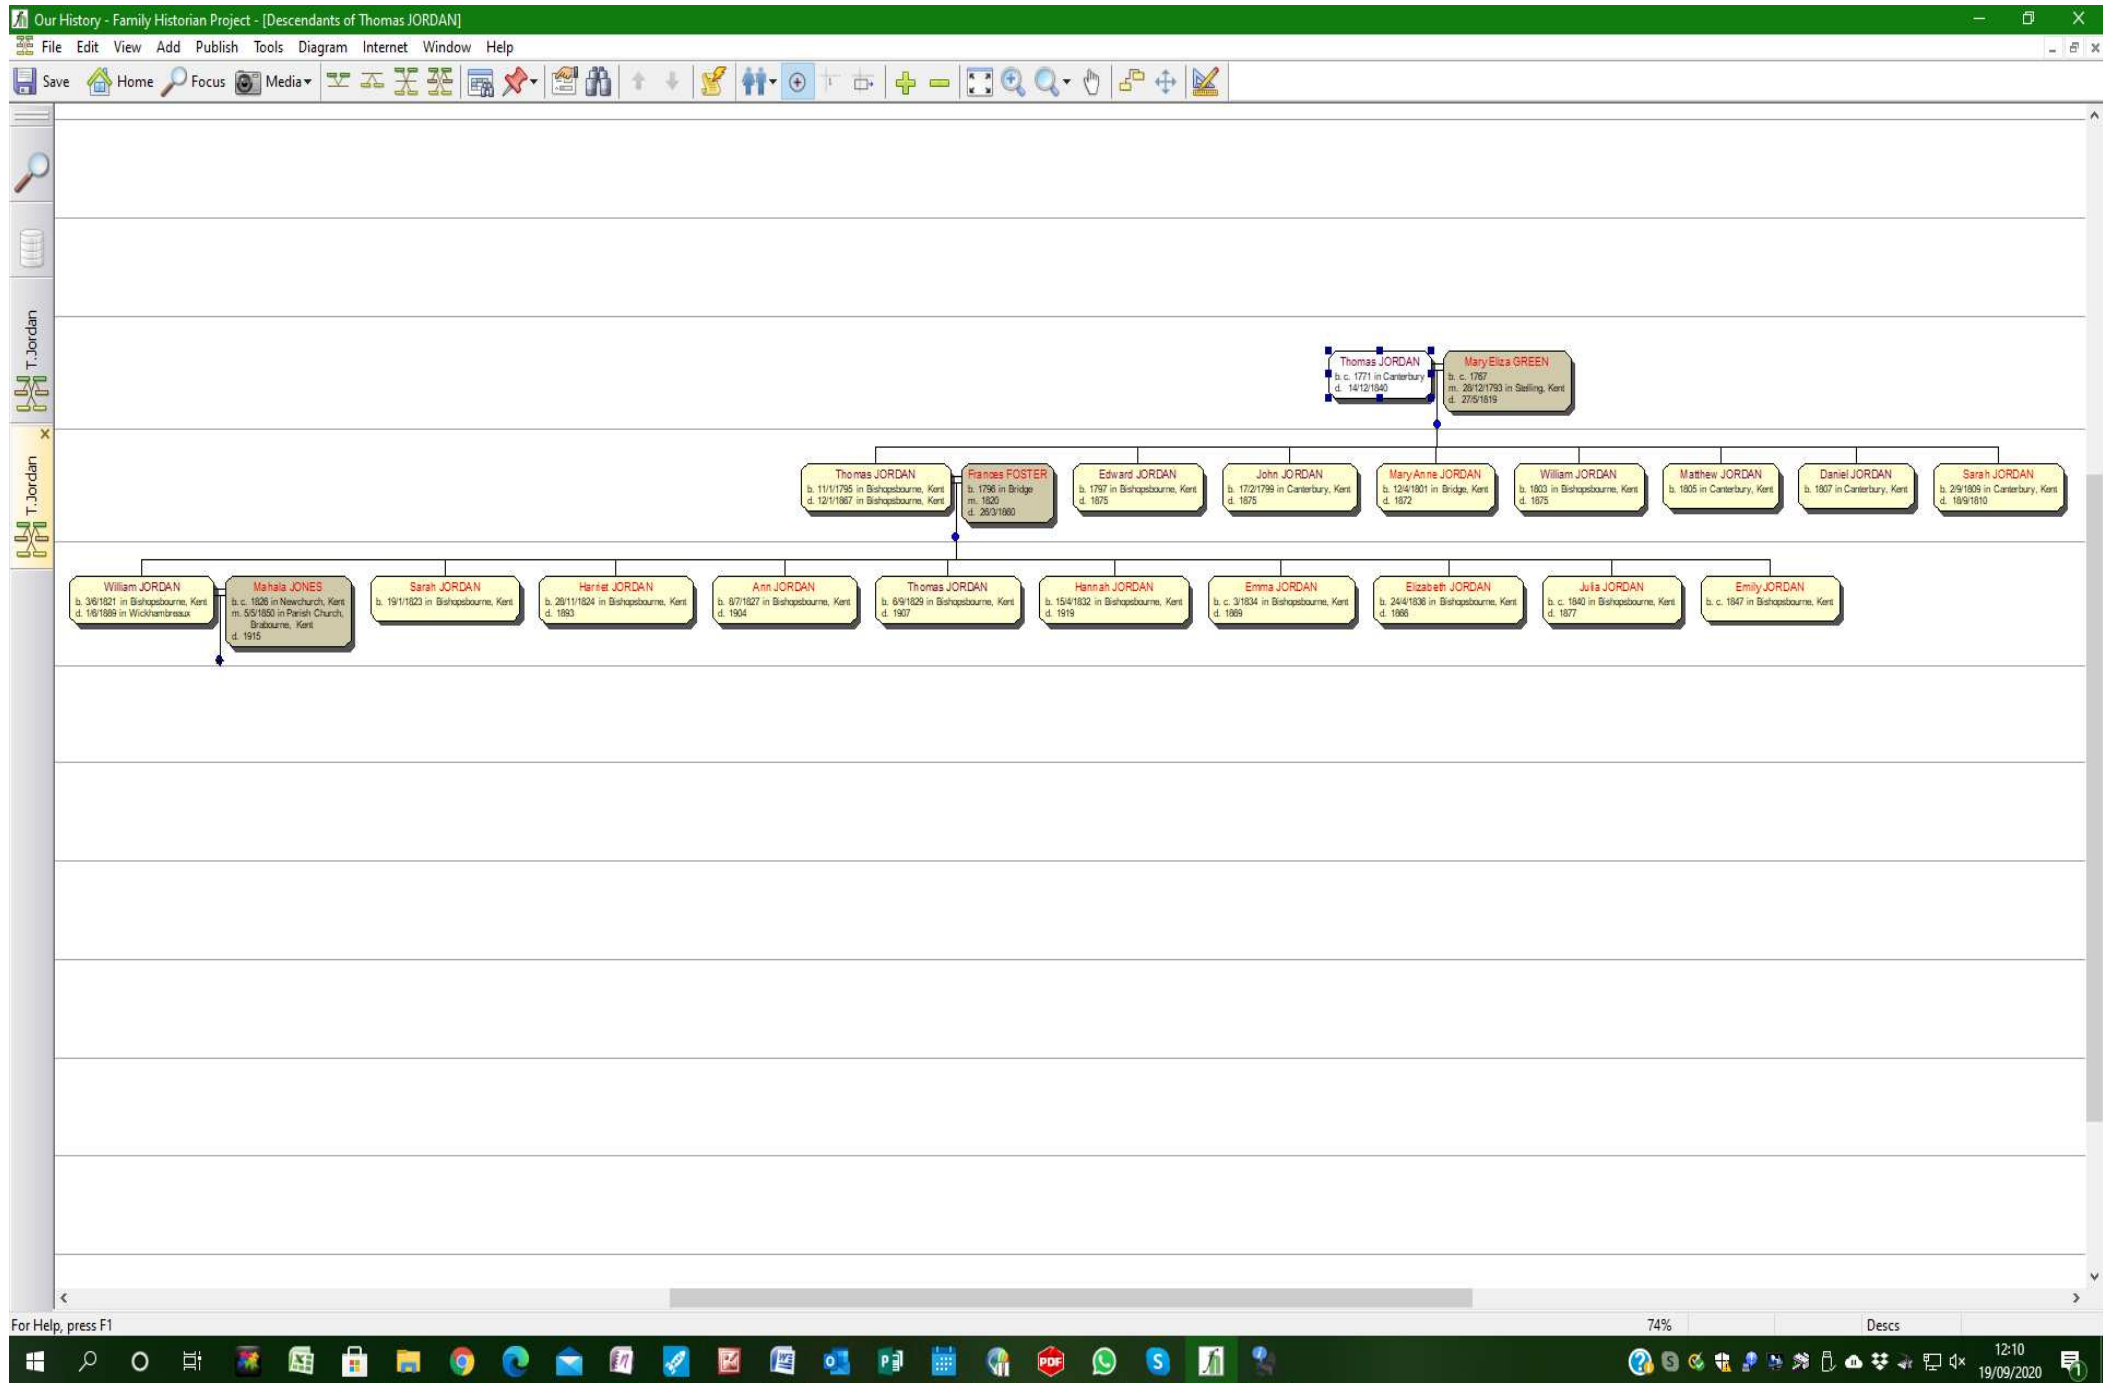 Our History - Family Historian Project - [Descendants of Thomas JORDAN]
File Edit View Add Publish Tools Diagram Internet Window Help
Save Home Focus Media
T.Jordan
T.Jordan
Thomas JORDAN
b. c. 1771 in Canterbury
d. 14/12/1840
Mary Eliza GREEN
b. c. 1767
m. 26/12/1793 in Stelling, Kent
d. 27/5/1819
Thomas JORDAN
b. 11/1/1795 in Bishopsbourne, Kent
d. 12/1/1867 in Bishopsbourne, Kent
Frances FOSTER
b. 1796 in Bridge
m. 1820
d. 26/3/1860
Edward JORDAN
b. 1797 in Bishopsbourne, Kent
d. 1875
John JORDAN
b. 17/2/1799 in Canterbury, Kent
d. 1875
Mary Anne JORDAN
b. 12/4/1801 in Bridge, Kent
d. 1872
William JORDAN
b. 1803 in Bishopsbourne, Kent
d. 1875
Matthew JORDAN
b. 1805 in Canterbury, Kent
Daniel JORDAN
b. 1807 in Canterbury, Kent
Sarah JORDAN
b. 2/9/1809 in Canterbury, Kent
d. 18/9/1810
William JORDAN
b. 3/6/1821 in Bishopsbourne, Kent
d. 1/6/1889 in Wickhambreaux
Mahala JONES
b. c. 1826 in Newchurch, Kent
m. 5/5/1850 in Parish Church,
Brabourne, Kent
d. 1915
Sarah JORDAN
b. 19/1/1823 in Bishopsbourne, Kent
Harriet JORDAN
b. 28/11/1824 in Bishopsbourne, Kent
d. 1893
Ann JORDAN
b. 8/7/1827 in Bishopsbourne, Kent
d. 1904
Thomas JORDAN
b. 6/9/1829 in Bishopsbourne, Kent
d. 1907
Hannah JORDAN
b. 15/4/1832 in Bishopsbourne, Kent
d. 1919
Emma JORDAN
b. c. 3/1834 in Bishopsbourne, Kent
d. 1869
Elizabeth JORDAN
b. 24/4/1836 in Bishopsbourne, Kent
d. 1866
Julia JORDAN
b. c. 1840 in Bishopsbourne, Kent
d. 1877
Emily JORDAN
b. c. 1847 in Bishopsbourne, Kent
For Help, press F1
74%
Descs
12:10
19/09/2020